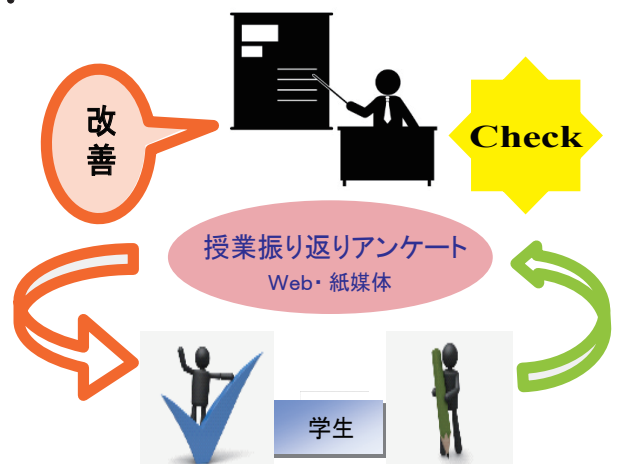 改
善
Check
授業振り返りアンケート
Web・紙媒体
学生